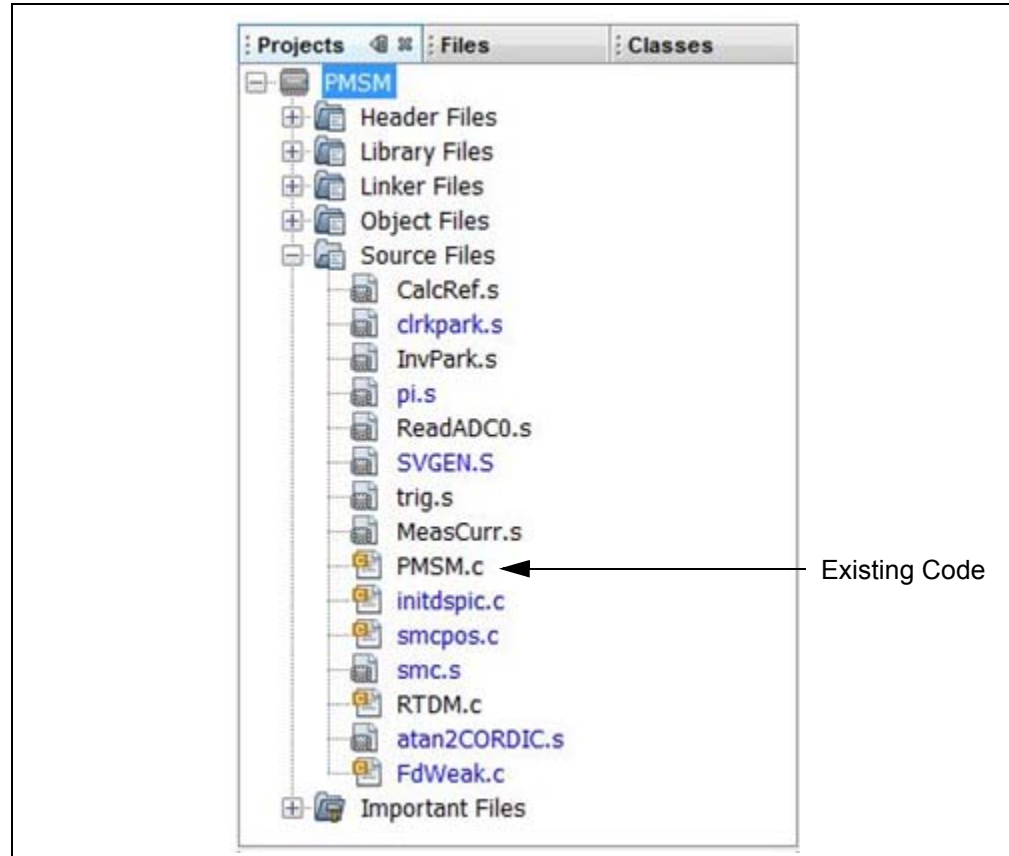 Projects Files Classes
PMSM
Header Files
Library Files
Linker Files
Object Files
Source Files
CalcRef.s
clrkpark.s
InvPark.s
pi.s
ReadADC0.s
SVGEN.S
trig.s
MeasCurr.s
PMSM.c Existing Code
initdspic.c
smcpos.c
smc.s
RTDM.c
atan2CORDIC.s
FdWeak.c
Important Files